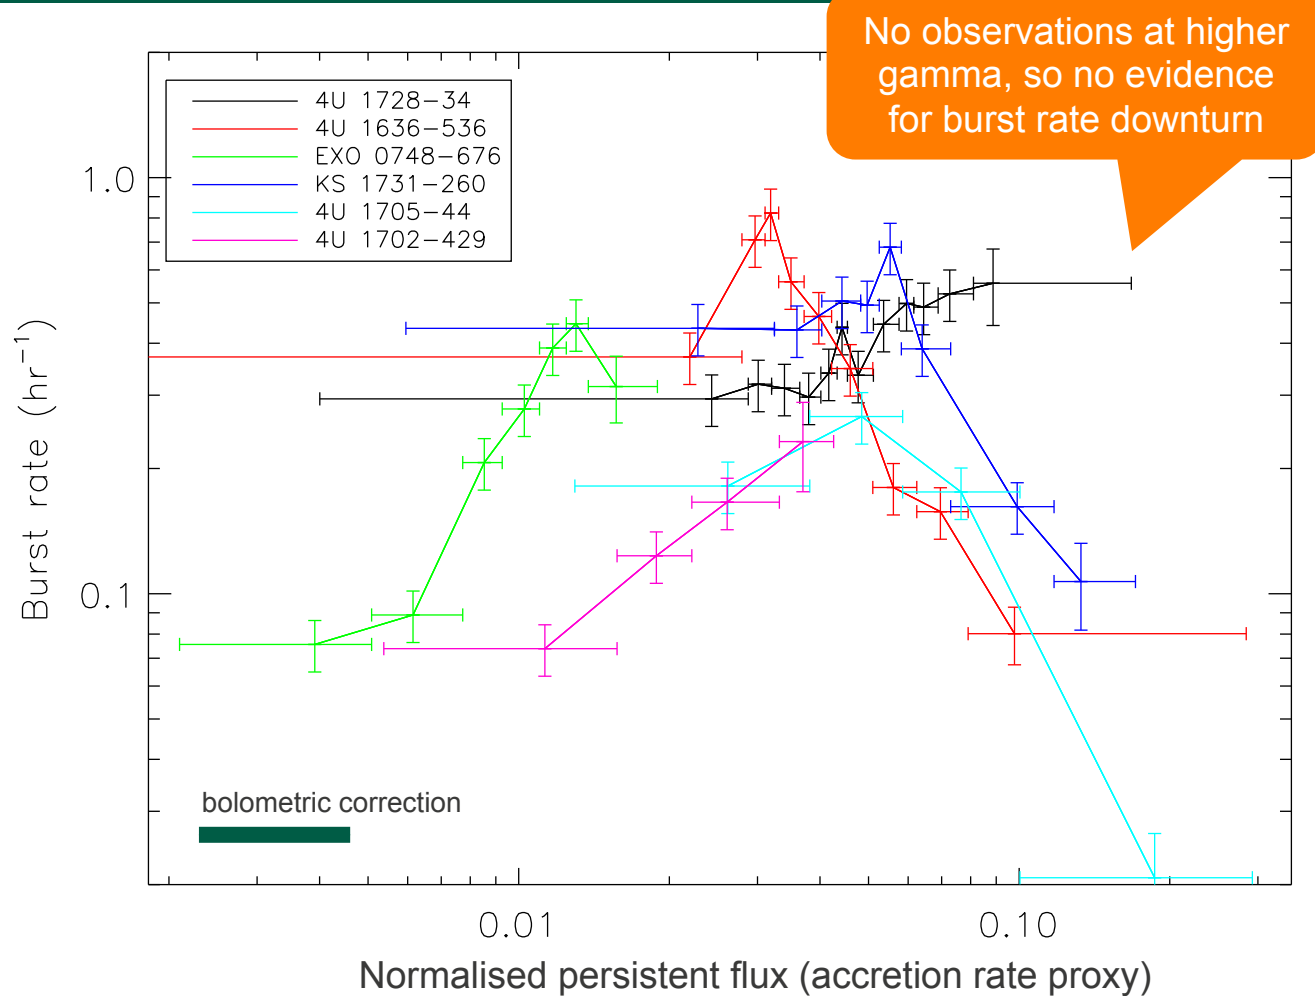 No observations at higher
gamma, so no evidence
for burst rate downturn
4U 1728−34
4U 1636−536
EXO 0748−676
KS 1731−260
4U 1705−44
4U 1702−429
1.0
0.1
Burst rate (hr⁻¹)
bolometric correction
0.01
0.10
Normalised persistent flux (accretion rate proxy)